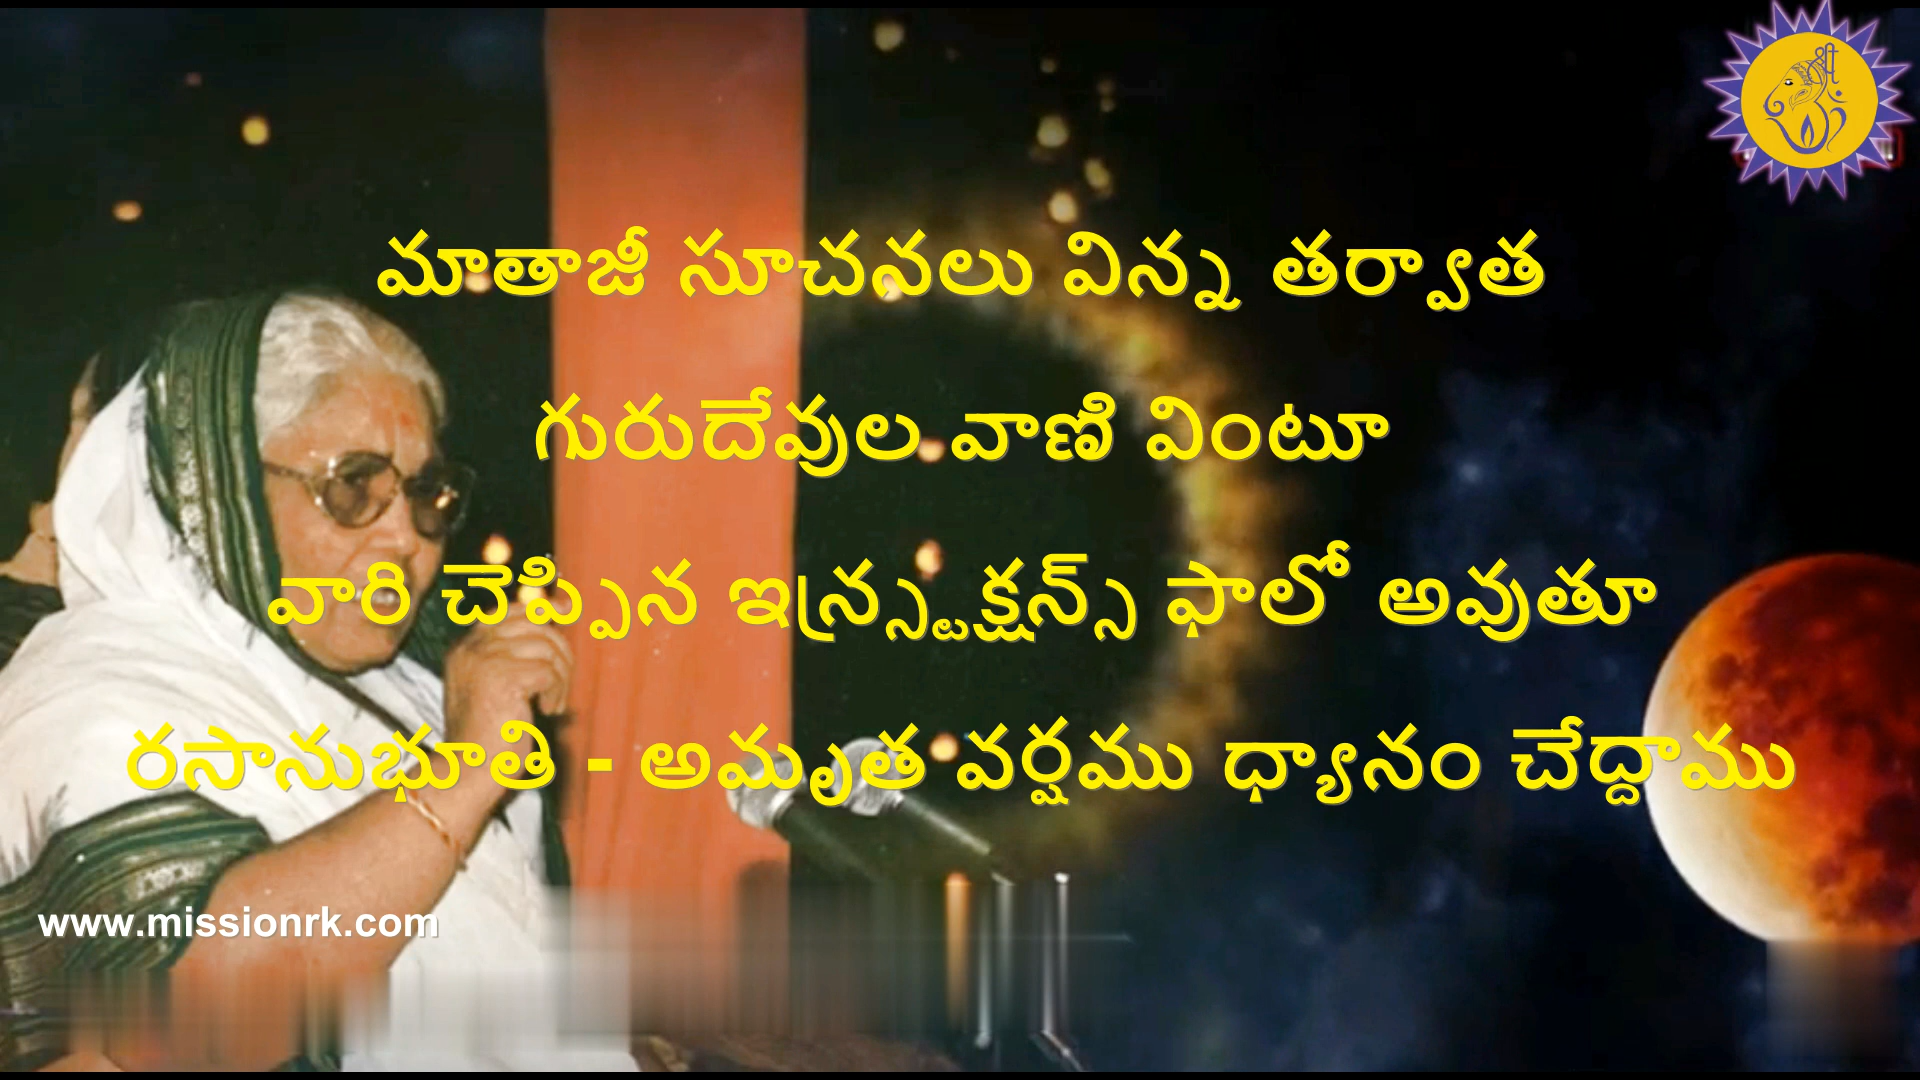 మాతాజీ సూచనలు విన్న తర్వాత
గురుదేవుల వాణి వింటూ
వారి చెప్పిన ఇన్స్ట్రక్షన్స్ ఫాలో అవుతూ
రసానుభూతి - అమృత వర్షము ధ్యానం చేద్దాము
www.missionrk.com